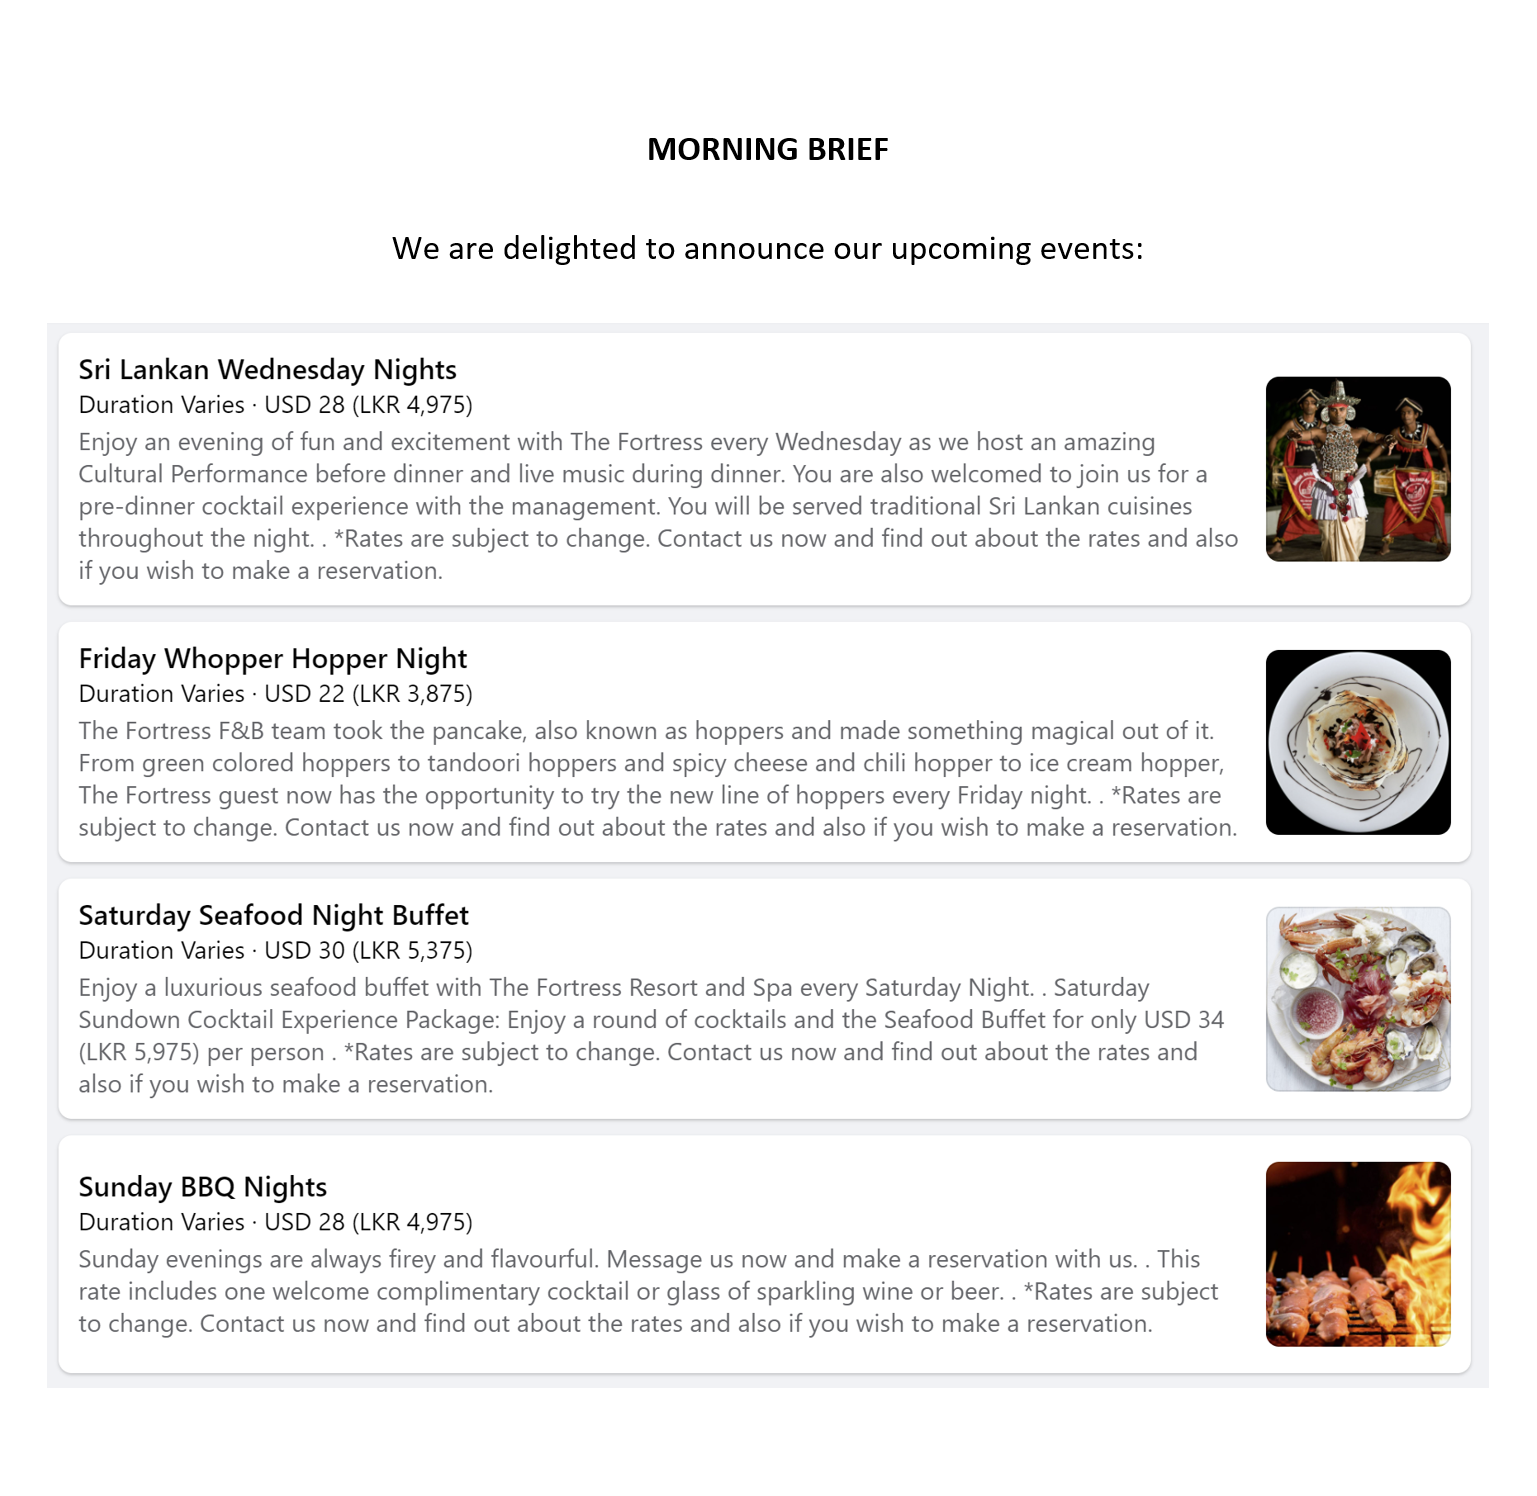 MORNING BRIEF
We are delighted to announce our upcoming events:
Sri Lankan Wednesday Nights
Duration Varies · USD 28 (LKR 4,975)
Enjoy an evening of fun and excitement with The Fortress every Wednesday as we host an amazing
Cultural Performance before dinner and live music during dinner. You are also welcomed to join us for a
pre-dinner cocktail experience with the management. You will be served traditional Sri Lankan cuisines
throughout the night. . *Rates are subject to change. Contact us now and find out about the rates and also
if you wish to make a reservation.
Friday Whopper Hopper Night
Duration Varies · USD 22 (LKR 3,875)
The Fortress F&B team took the pancake, also known as hoppers and made something magical out of it.
From green colored hoppers to tandoori hoppers and spicy cheese and chili hopper to ice cream hopper,
The Fortress guest now has the opportunity to try the new line of hoppers every Friday night. . *Rates are
subject to change. Contact us now and find out about the rates and also if you wish to make a reservation.
Saturday Seafood Night Buffet
Duration Varies · USD 30 (LKR 5,375)
Enjoy a luxurious seafood buffet with The Fortress Resort and Spa every Saturday Night. . Saturday
Sundown Cocktail Experience Package: Enjoy a round of cocktails and the Seafood Buffet for only USD 34
(LKR 5,975) per person . *Rates are subject to change. Contact us now and find out about the rates and
also if you wish to make a reservation.
Sunday BBQ Nights
Duration Varies · USD 28 (LKR 4,975)
Sunday evenings are always firey and flavourful. Message us now and make a reservation with us. . This
rate includes one welcome complimentary cocktail or glass of sparkling wine or beer. . *Rates are subject
to change. Contact us now and find out about the rates and also if you wish to make a reservation.